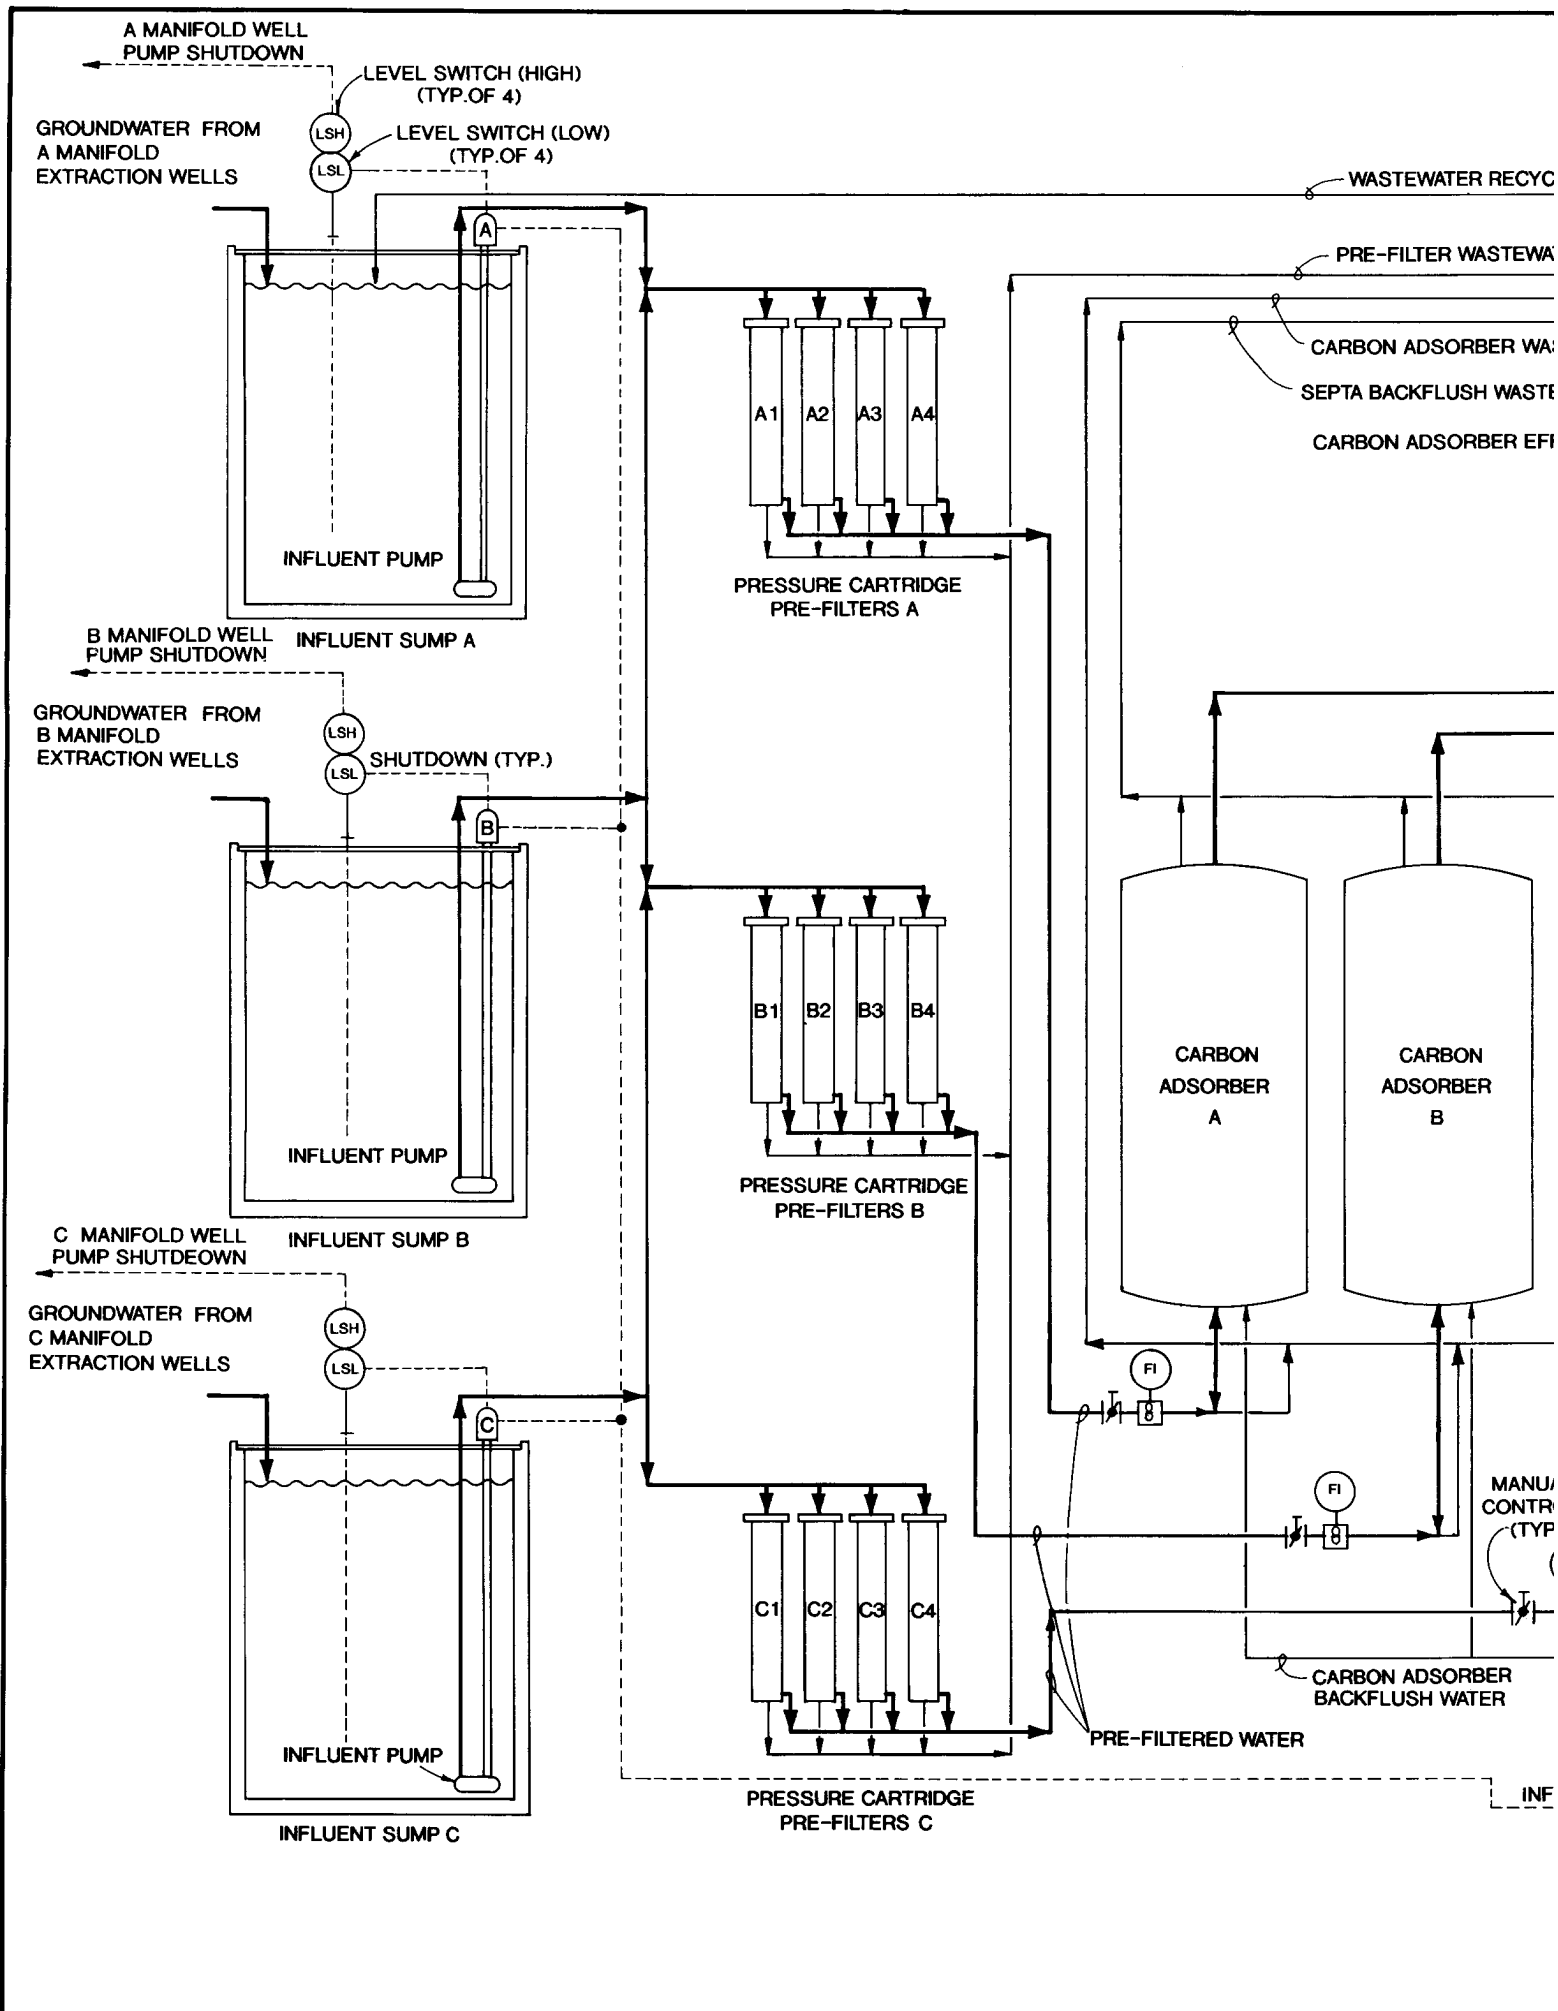 A MANIFOLD WELL
PUMP SHUTDOWN
LEVEL SWITCH (HIGH)
(TYP.OF 4)
GROUNDWATER FROM
A MANIFOLD
EXTRACTION WELLS
LSH
LEVEL SWITCH (LOW)
(TYP.OF 4)
LSL
WASTEWATER RECYC
A
PRE-FILTER WASTEWA
CARBON ADSORBER WAS
SEPTA BACKFLUSH WASTE
CARBON ADSORBER EFF
A1
A2
A3
A4
INFLUENT PUMP
INFLUENT SUMP A
PRESSURE CARTRIDGE
PRE-FILTERS A
B MANIFOLD WELL
PUMP SHUTDOWN
GROUNDWATER FROM
B MANIFOLD
EXTRACTION WELLS
LSH
LSL
SHUTDOWN (TYP.)
B
B1
B2
B3
B4
CARBON
ADSORBER
A
CARBON
ADSORBER
B
INFLUENT PUMP
INFLUENT SUMP B
PRESSURE CARTRIDGE
PRE-FILTERS B
C MANIFOLD WELL
PUMP SHUTDEOWN
GROUNDWATER FROM
C MANIFOLD
EXTRACTION WELLS
LSH
LSL
C
FI
FI
MANUA
CONTRO
(TYP
C1
C2
C3
C4
CARBON ADSORBER
BACKFLUSH WATER
PRE-FILTERED WATER
INFLUENT PUMP
INFLUENT SUMP C
PRESSURE CARTRIDGE
PRE-FILTERS C
INF